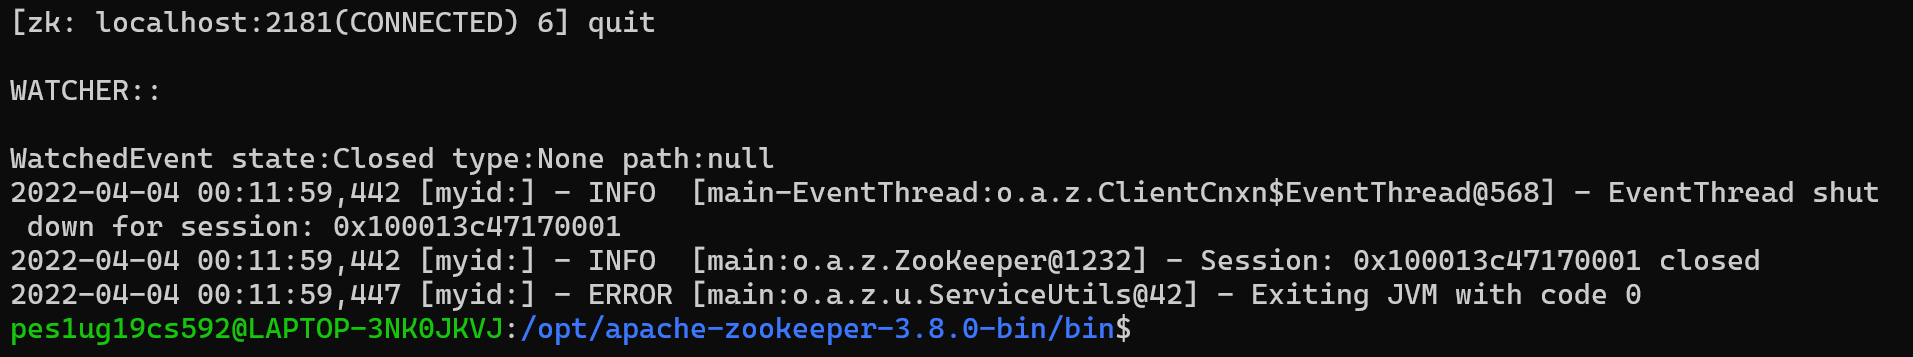 [zk: localhost:2181(CONNECTED) 6] quit
WATCHER::
WatchedEvent state:Closed type:None path:null
2022-04-04 00:11:59,442 [myid:] - INFO  [main-EventThread:o.a.z.ClientCnxn$EventThread@568] - EventThread shut
 down for session: 0x100013c47170001
2022-04-04 00:11:59,442 [myid:] - INFO  [main:o.a.z.ZooKeeper@1232] - Session: 0x100013c47170001 closed
2022-04-04 00:11:59,447 [myid:] - ERROR [main:o.a.z.u.ServiceUtils@42] - Exiting JVM with code 0
pes1ug19cs592@LAPTOP-3NK0JKVJ:/opt/apache-zookeeper-3.8.0-bin/bin$